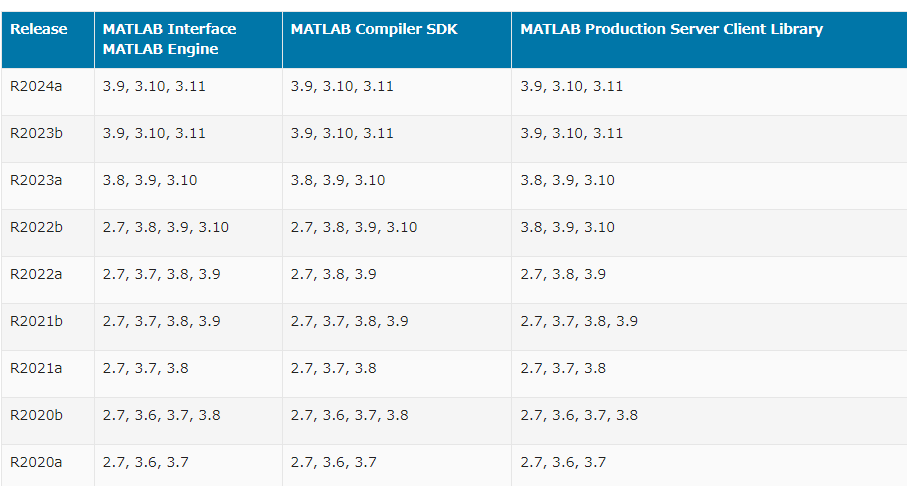 Release MATLAB Interface MATLAB Engine MATLAB Compiler SDK MATLAB Production Server Client Library
R2024a 3.9, 3.10, 3.11 3.9, 3.10, 3.11 3.9, 3.10, 3.11
R2023b 3.9, 3.10, 3.11 3.9, 3.10, 3.11 3.9, 3.10, 3.11
R2023a 3.8, 3.9, 3.10 3.8, 3.9, 3.10 3.8, 3.9, 3.10
R2022b 2.7, 3.8, 3.9, 3.10 2.7, 3.8, 3.9, 3.10 3.8, 3.9, 3.10
R2022a 2.7, 3.7, 3.8, 3.9 2.7, 3.8, 3.9 2.7, 3.8, 3.9
R2021b 2.7, 3.7, 3.8, 3.9 2.7, 3.7, 3.8, 3.9 2.7, 3.7, 3.8, 3.9
R2021a 2.7, 3.7, 3.8 2.7, 3.7, 3.8 2.7, 3.7, 3.8
R2020b 2.7, 3.6, 3.7, 3.8 2.7, 3.6, 3.7, 3.8 2.7, 3.6, 3.7, 3.8
R2020a 2.7, 3.6, 3.7 2.7, 3.6, 3.7 2.7, 3.6, 3.7